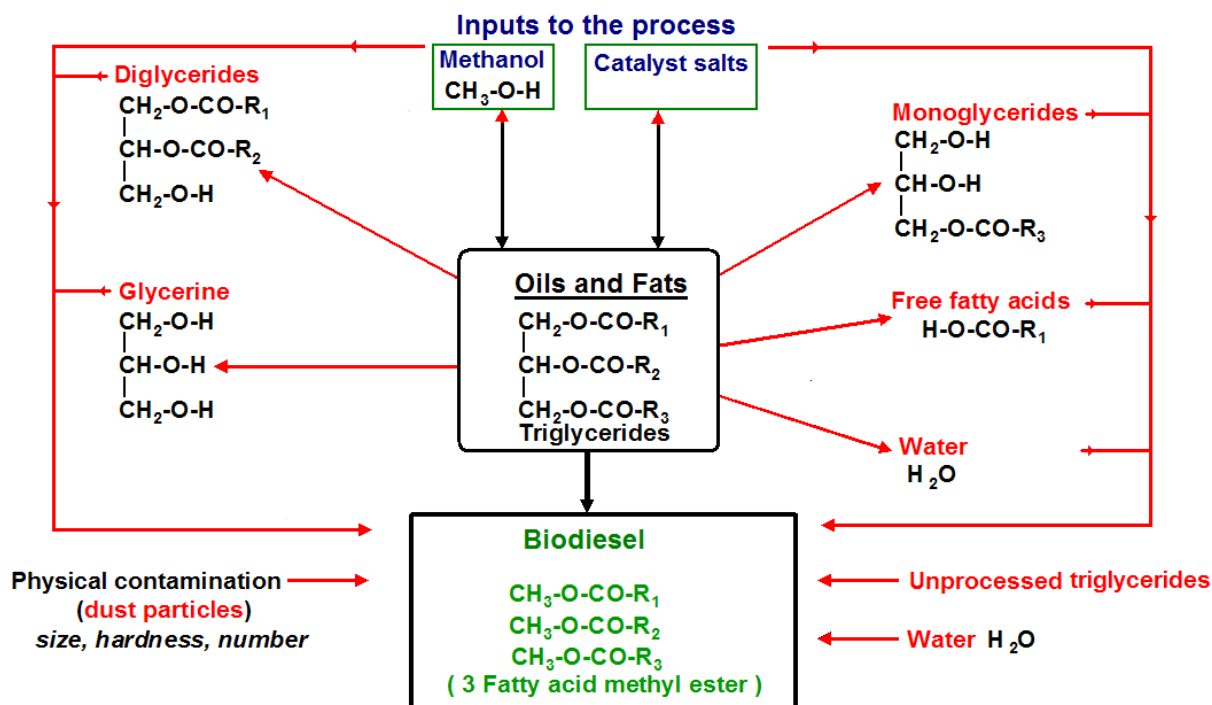 Inputs to the process
Methanol
CH₃-O-H
Catalyst salts
Diglycerides
CH₂-O-CO-R₁
CH-O-CO-R₂
CH₂-O-H
Monoglycerides
CH₂-O-H
CH-O-H
CH₂-O-CO-R₃
Glycerine
CH₂-O-H
CH-O-H
CH₂-O-H
Oils and Fats
CH₂-O-CO-R₁
CH-O-CO-R₂
CH₂-O-CO-R₃
Triglycerides
Free fatty acids
H-O-CO-R₁
Water
H₂O
Biodiesel
CH₃-O-CO-R₁
CH₃-O-CO-R₂
CH₃-O-CO-R₃
( 3 Fatty acid methyl ester )
Physical contamination
(dust particles)
size, hardness, number
Unprocessed triglycerides
Water H₂O